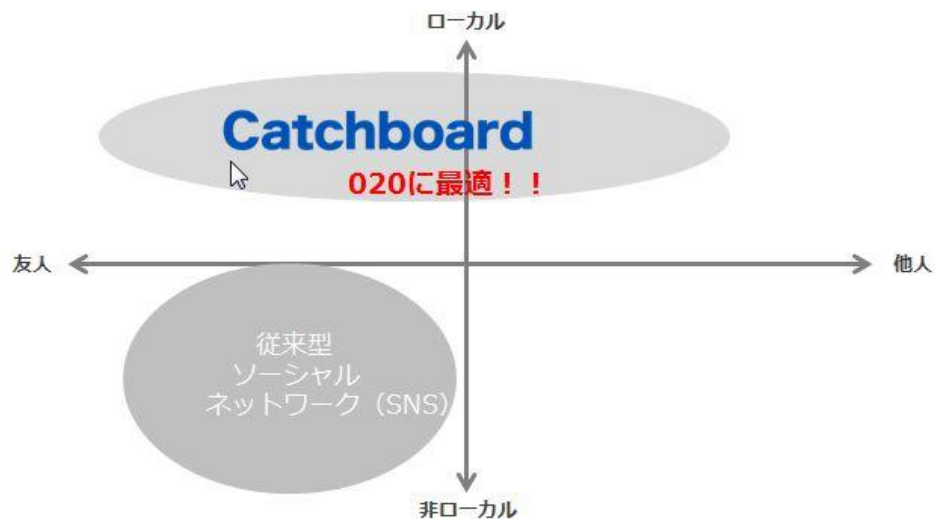 ローカル
Catchboard
020に最適！！
友人
他人
従来型
ソーシャル
ネットワーク（SNS）
非ローカル